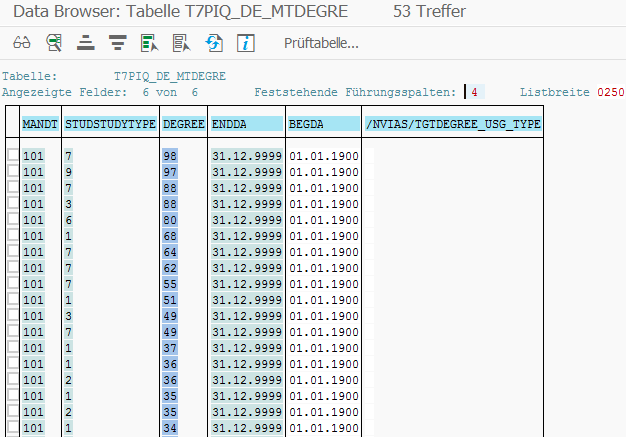 Data Browser: Tabelle T7PIQ_DE_MTDEGRE 53 Treffer
Prüftabelle...
Tabelle: T7PIQ_DE_MTDEGRE
Angezeigte Felder: 6 von 6 Feststehende Führungsspalten: 4 Listbreite 0250
MANDT STUDSTUDYTYPE DEGREE ENDDA BEGDA /NVIAS/TGTDEGREE_USG_TYPE
101 7 98 31.12.9999 01.01.1900
101 9 97 31.12.9999 01.01.1900
101 7 88 31.12.9999 01.01.1900
101 3 88 31.12.9999 01.01.1900
101 6 80 31.12.9999 01.01.1900
101 1 68 31.12.9999 01.01.1900
101 7 64 31.12.9999 01.01.1900
101 7 62 31.12.9999 01.01.1900
101 7 55 31.12.9999 01.01.1900
101 1 51 31.12.9999 01.01.1900
101 3 49 31.12.9999 01.01.1900
101 7 49 31.12.9999 01.01.1900
101 1 37 31.12.9999 01.01.1900
101 1 36 31.12.9999 01.01.1900
101 2 36 31.12.9999 01.01.1900
101 1 35 31.12.9999 01.01.1900
101 2 35 31.12.9999 01.01.1900
101 1 34 31.12.9999 01.01.1900